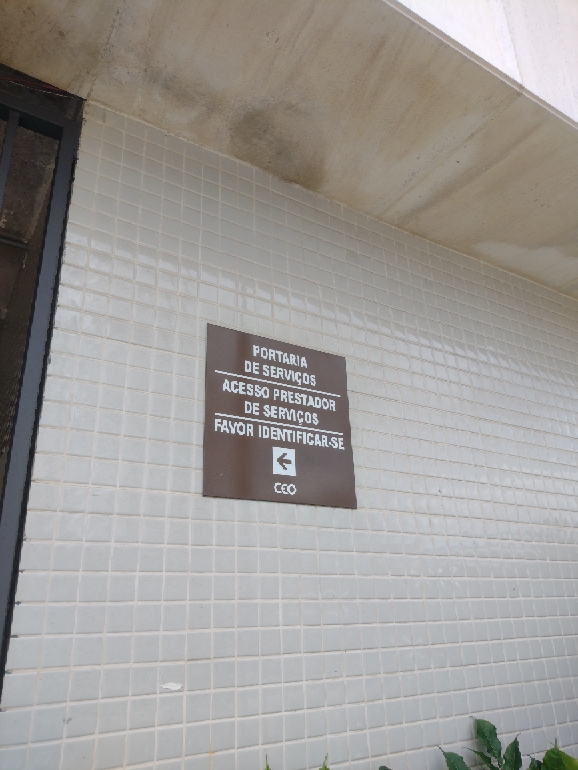 PORTARIA
DE SERVIÇOS
ACESSO PRESTADOR
DE SERVIÇOS
FAVOR IDENTIFICAR-SE
CEO